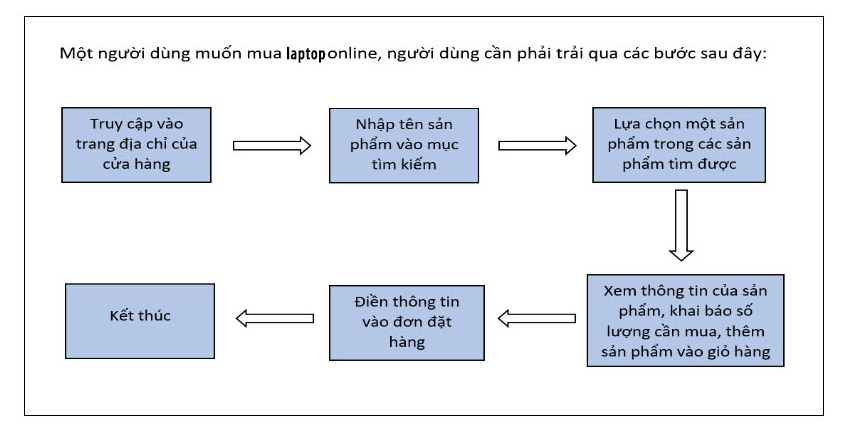 Một người dùng muốn mua laptop online, người dùng cần phải trải qua các bước sau đây:
Truy cập vào
trang địa chỉ của
cửa hàng
Nhập tên sản
phẩm vào mục
tìm kiếm
Lựa chọn một sản
phẩm trong các sản
phẩm tìm được
Xem thông tin của sản
phẩm, khai báo số
lượng cần mua, thêm
sản phẩm vào giỏ hàng
Điền thông tin
vào đơn đặt
hàng
Kết thúc